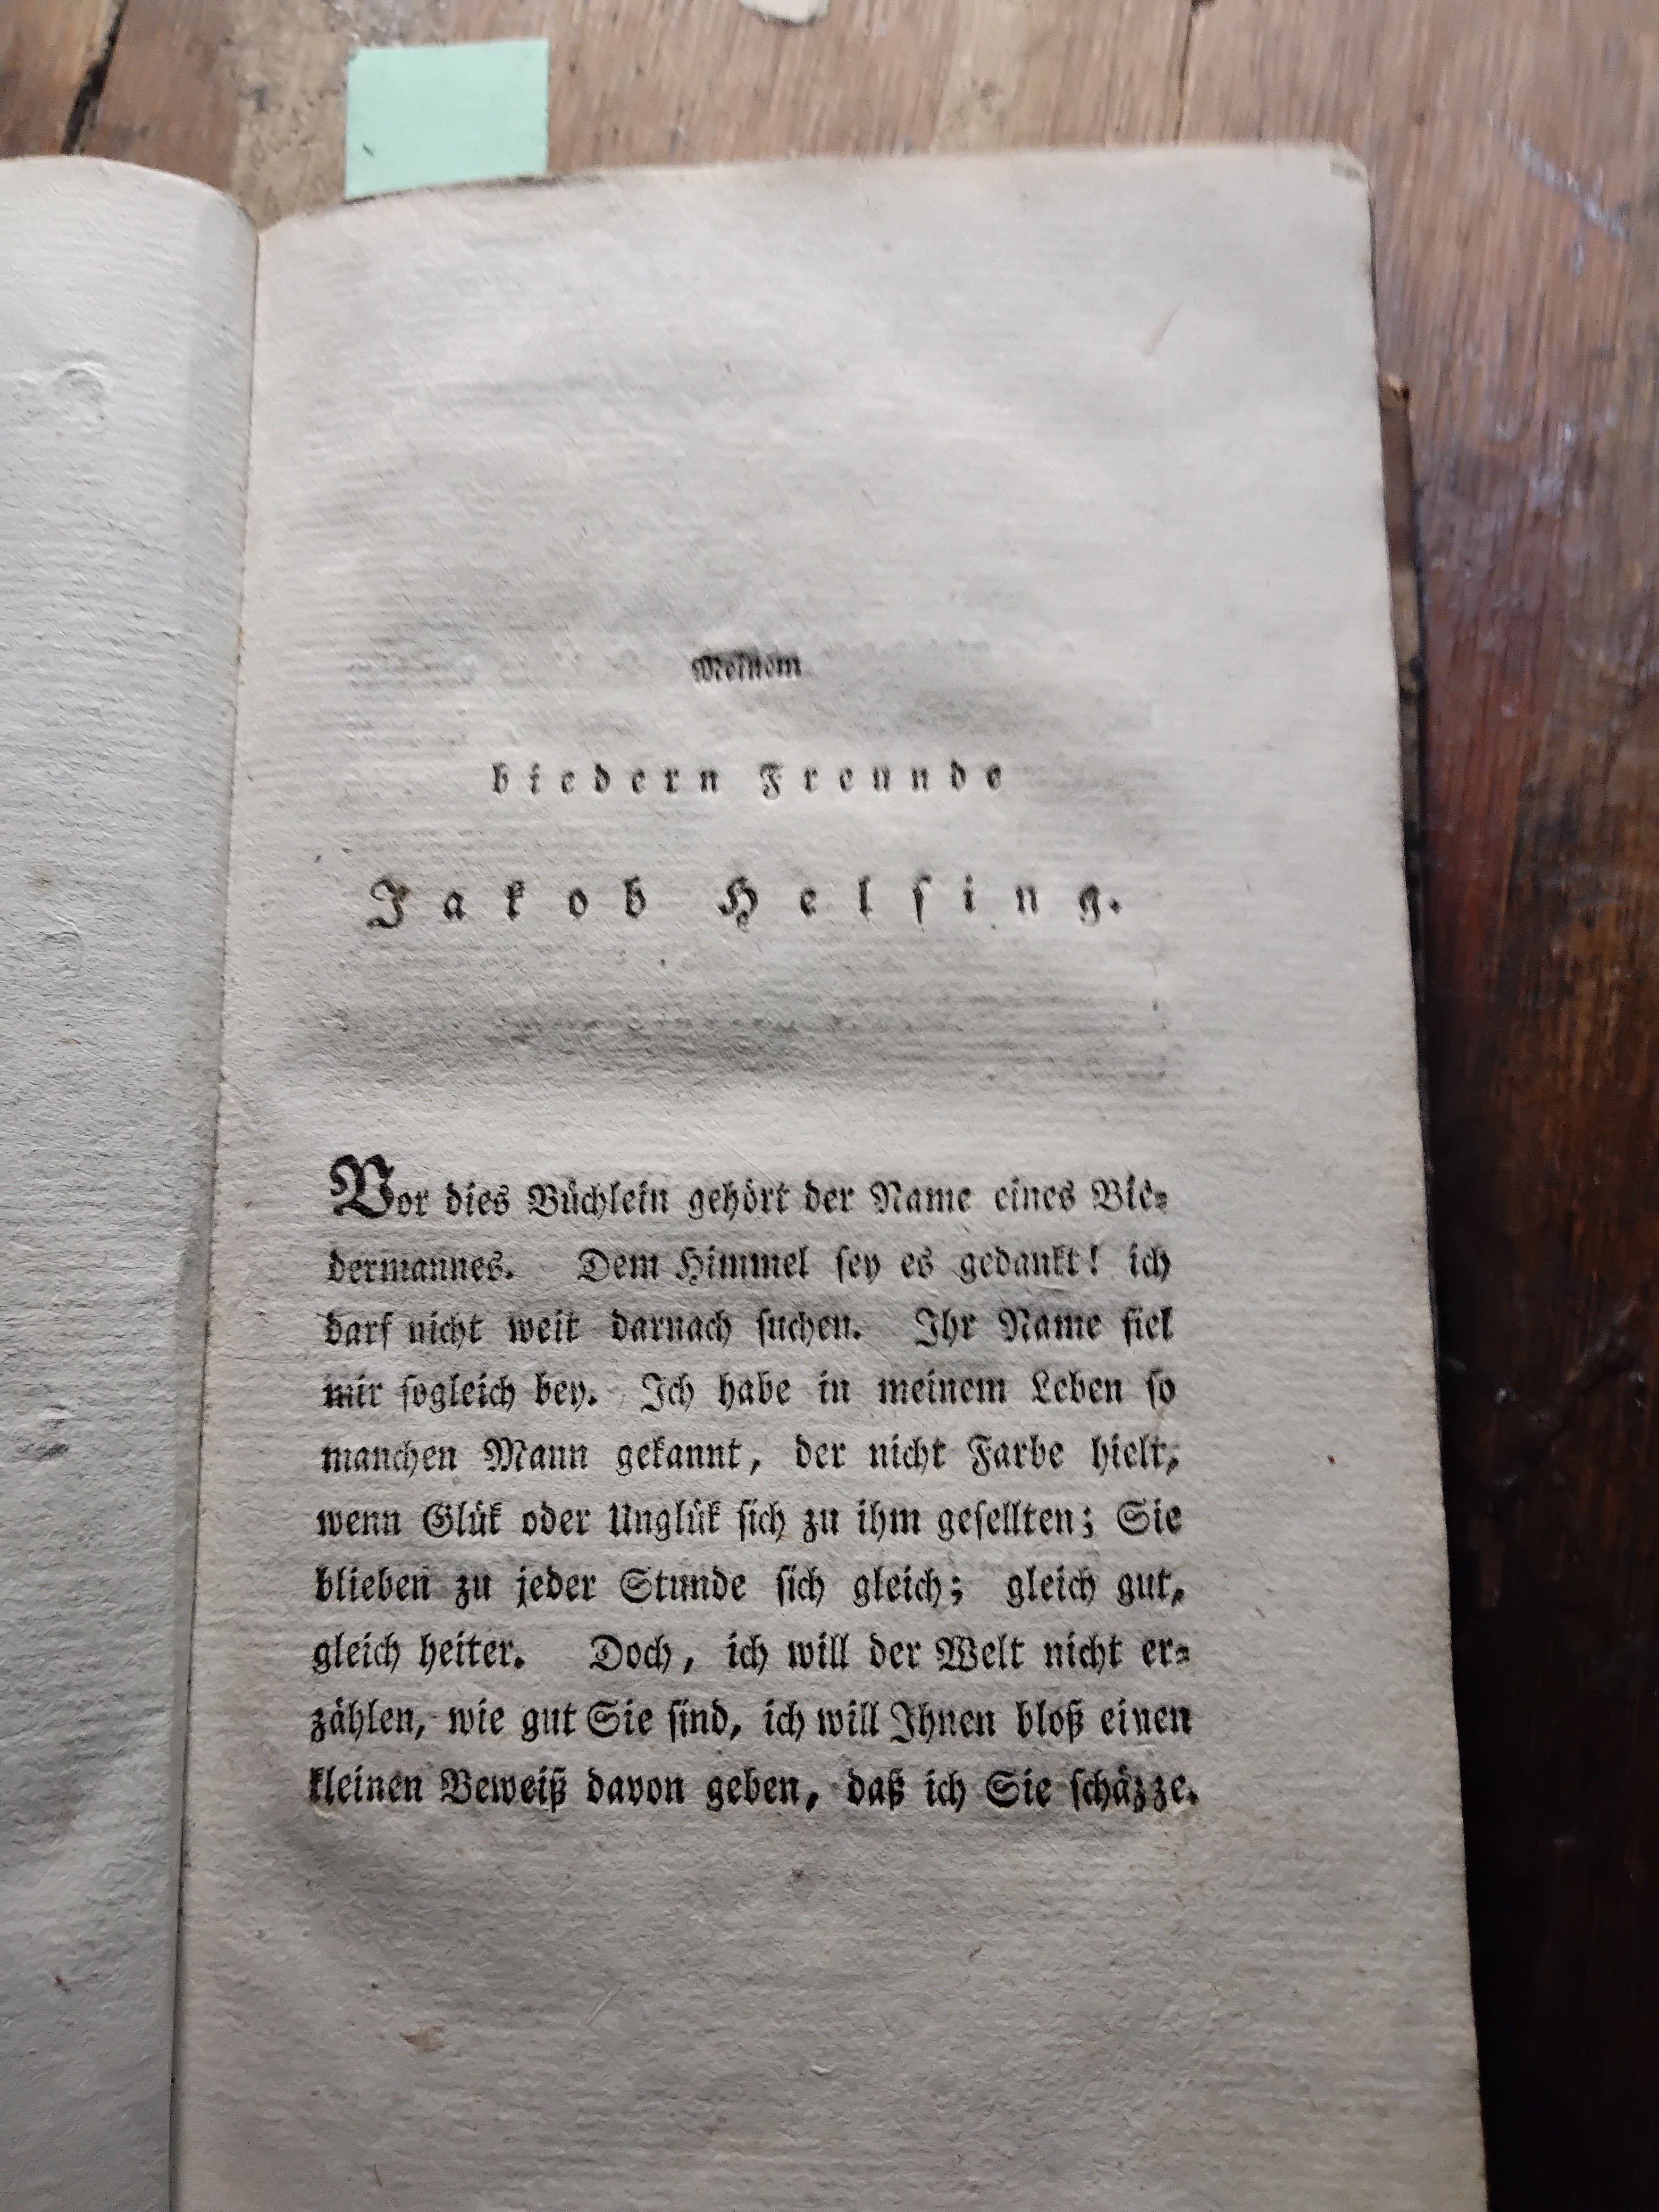 Meinem
biedern Freunde
Jakob Helſing.
Vor dies Büchlein gehört der Name eines Bie-
dermannes. Dem Himmel ſey es gedankt! ich
darf nicht weit darnach ſuchen. Ihr Name fiel
mir ſogleich bey. Ich habe in meinem Leben ſo
manchen Mann gekannt, der nicht Farbe hielt,
wenn Glük oder Unglük ſich zu ihm geſellten; Sie
blieben zu jeder Stunde ſich gleich; gleich gut,
gleich heiter. Doch, ich will der Welt nicht er-
zählen, wie gut Sie ſind, ich will Ihnen bloß einen
kleinen Beweiß davon geben, daß ich Sie ſchäzze.